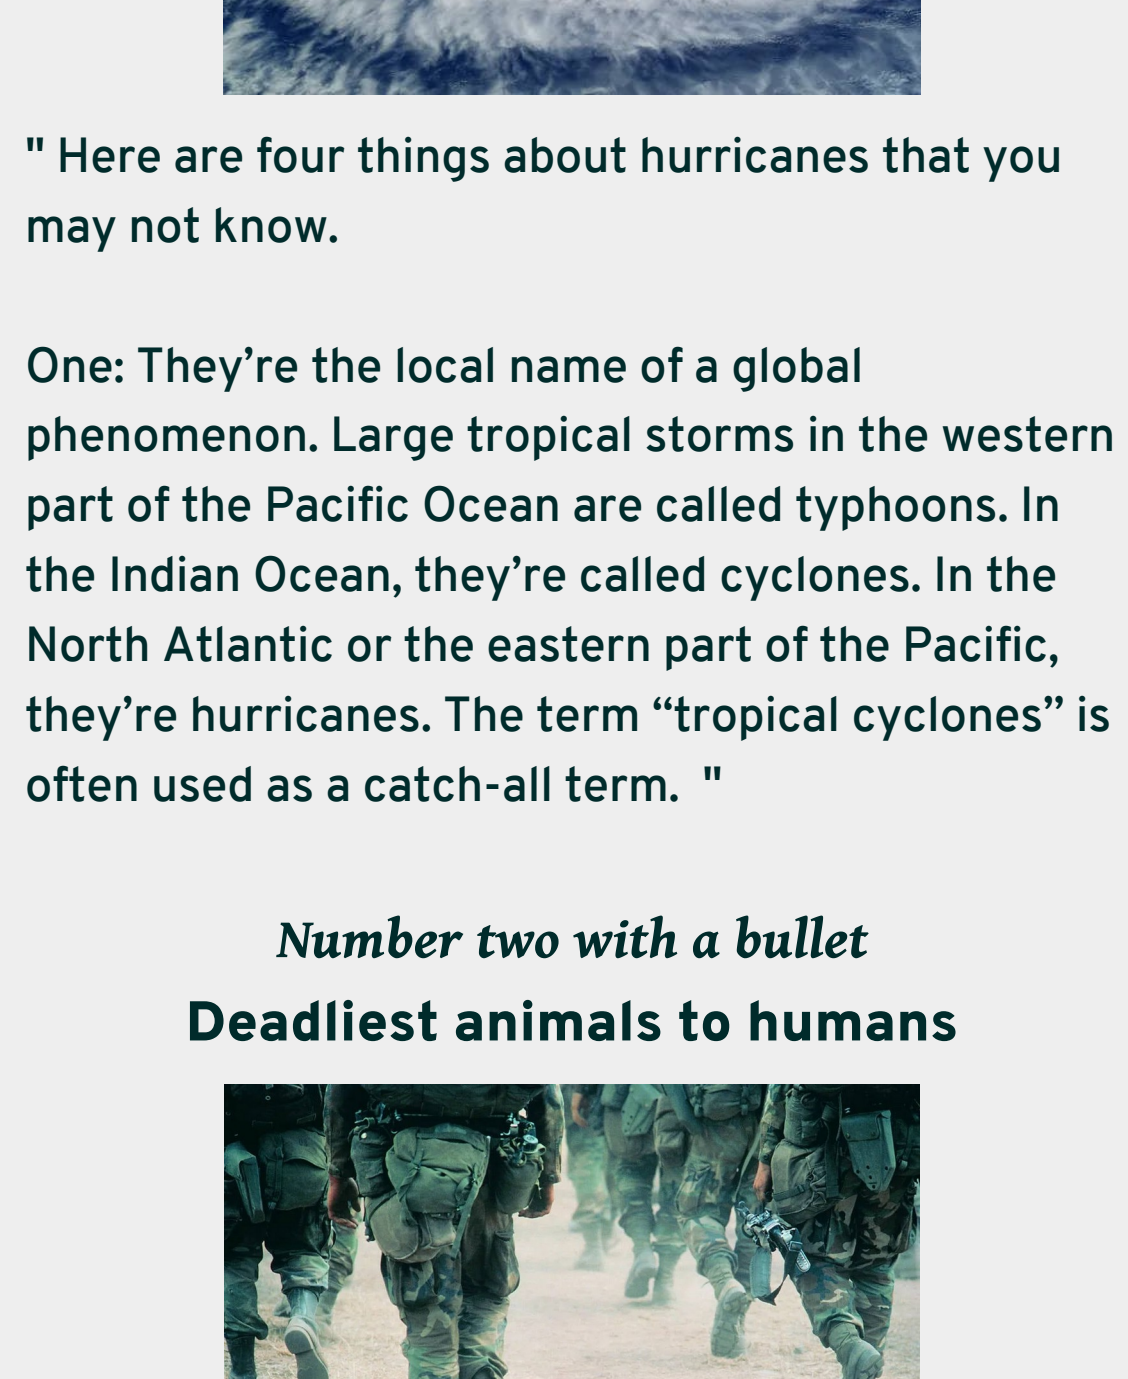 " Here are four things about hurricanes that you
may not know.
One: They’re the local name of a global
phenomenon. Large tropical storms in the western
part of the Pacific Ocean are called typhoons. In
the Indian Ocean, they’re called cyclones. In the
North Atlantic or the eastern part of the Pacific,
they’re hurricanes. The term “tropical cyclones” is
often used as a catch-all term.  "
Number two with a bullet
Deadliest animals to humans